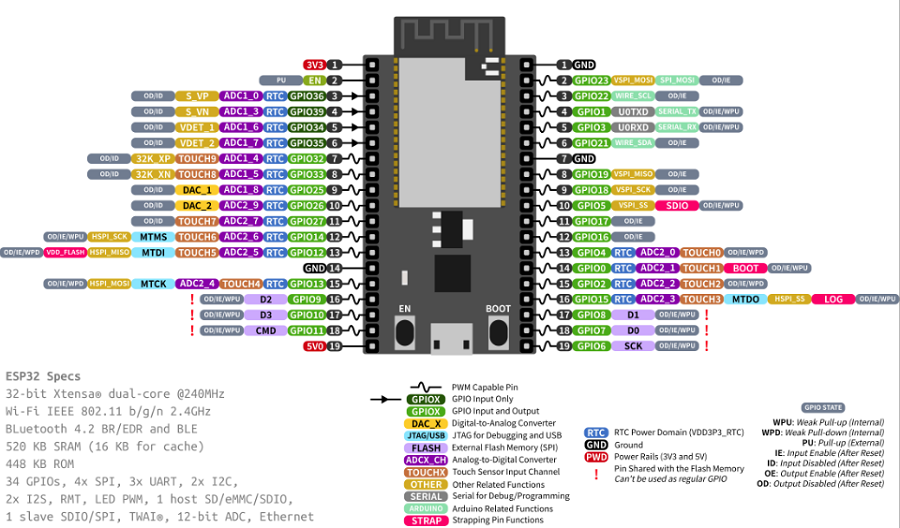 3V3 1
PU EN 2
OD/ID S_VP ADC1_0 RTC GPIO36 3
OD/ID S_VN ADC1_3 RTC GPIO39 4
OD/ID VDET_1 ADC1_6 RTC GPIO34 5
OD/ID VDET_2 ADC1_7 RTC GPIO35 6
OD/ID 32K_XP TOUCH9 ADC1_4 RTC GPIO32 7
OD/ID 32K_XN TOUCH8 ADC1_5 RTC GPIO33 8
OD/ID DAC_1 ADC1_8 RTC GPIO25 9
OD/ID DAC_2 ADC2_9 RTC GPIO26 10
OD/ID TOUCH7 ADC2_7 RTC GPIO27 11
OD/IE/WPU HSPI_SCK MTMS TOUCH6 ADC2_6 RTC GPIO14 12
OD/IE/WPD VDD_FLASH HSPI_MISO MTDI TOUCH5 ADC2_5 RTC GPIO12 13
GND 14
OD/IE/WPD HSPI_MOSI MTCK ADC2_4 TOUCH4 RTC GPIO13 15
! OD/IE/WPU D2 GPIO9 16
! OD/IE/WPU D3 GPIO10 17
! OD/IE/WPU CMD GPIO11 18
5V0 19
EN
BOOT
1 GND
2 GPIO23 VSPI_MOSI SPI_MOSI OD/IE
3 GPIO22 WIRE_SCL OD/IE
4 GPIO1 U0TXD SERIAL_TX OD/IE/WPU
5 GPIO3 U0RXD SERIAL_RX OD/IE/WPU
6 GPIO21 WIRE_SDA OD/IE
7 GND
8 GPIO19 VSPI_MISO OD/IE
9 GPIO18 VSPI_SCK OD/IE
10 GPIO5 VSPI_SS SDIO OD/IE/WPU
11 GPIO17 OD/IE
12 GPIO16 OD/IE
13 GPIO4 RTC ADC2_0 TOUCH0 OD/IE/WPD
14 GPIO0 RTC ADC2_1 TOUCH1 BOOT OD/IE/WPU
15 GPIO2 RTC ADC2_2 TOUCH2 OD/IE/WPD
16 GPIO15 RTC ADC2_3 TOUCH3 MTDO HSPI_SS LOG OD/IE/WPU
17 GPIO8 D1 OD/IE/WPU !
18 GPIO7 D0 OD/IE/WPU !
19 GPIO6 SCK OD/IE/WPU !
ESP32 Specs
32-bit Xtensa® dual-core @240MHz
Wi-Fi IEEE 802.11 b/g/n 2.4GHz
BLuetooth 4.2 BR/EDR and BLE
520 KB SRAM (16 KB for cache)
448 KB ROM
34 GPIOs, 4x SPI, 3x UART, 2x I2C,
2x I2S, RMT, LED PWM, 1 host SD/eMMC/SDIO,
1 slave SDIO/SPI, TWAI®, 12-bit ADC, Ethernet
PWM Capable Pin
GPIOX GPIO Input Only
GPIOX GPIO Input and Output
DAC_X Digital-to-Analog Converter
JTAG/USB JTAG for Debugging and USB
FLASH External Flash Memory (SPI)
ADCX_CH Analog-to-Digital Converter
TOUCHX Touch Sensor Input Channel
OTHER Other Related Functions
SERIAL Serial for Debug/Programming
ARDUINO Arduino Related Functions
STRAP Strapping Pin Functions
RTC RTC Power Domain (VDD3P3_RTC)
GND Ground
PWD Power Rails (3V3 and 5V)
! Pin Shared with the Flash Memory
Can't be used as regular GPIO
GPIO STATE
WPU: Weak Pull-up (Internal)
WPD: Weak Pull-down (Internal)
PU: Pull-up (External)
IE: Input Enable (After Reset)
ID: Input Disabled (After Reset)
OE: Output Enable (After Reset)
OD: Output Disabled (After Reset)